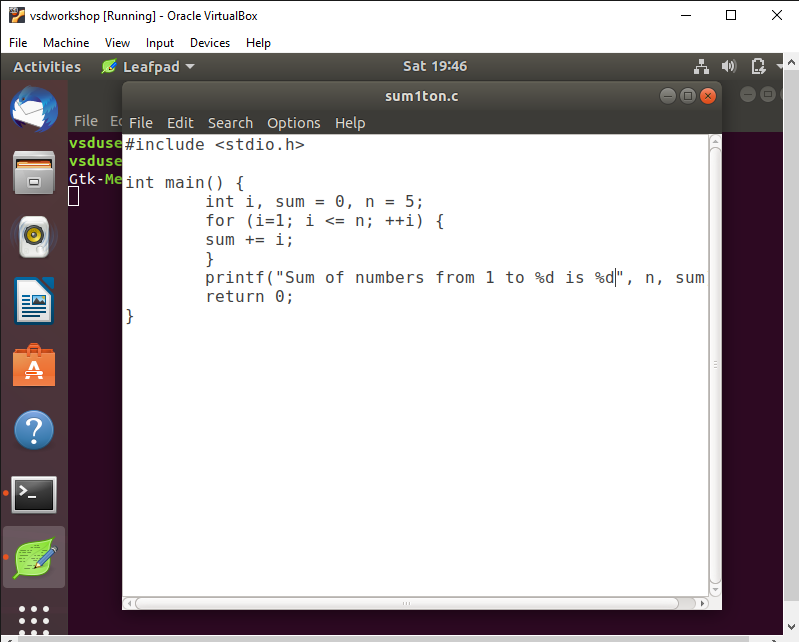 vsdworkshop [Running] - Oracle VirtualBox
File Machine View Input Devices Help
Activities Leafpad Sat 19:46
sum1ton.c
File Ed
File Edit Search Options Help
vsduse
vsduse
Gtk-Me
#include <stdio.h>
int main() {
        int i, sum = 0, n = 5;
        for (i=1; i <= n; ++i) {
        sum += i;
        }
        printf("Sum of numbers from 1 to %d is %d", n, sum
        return 0;
}